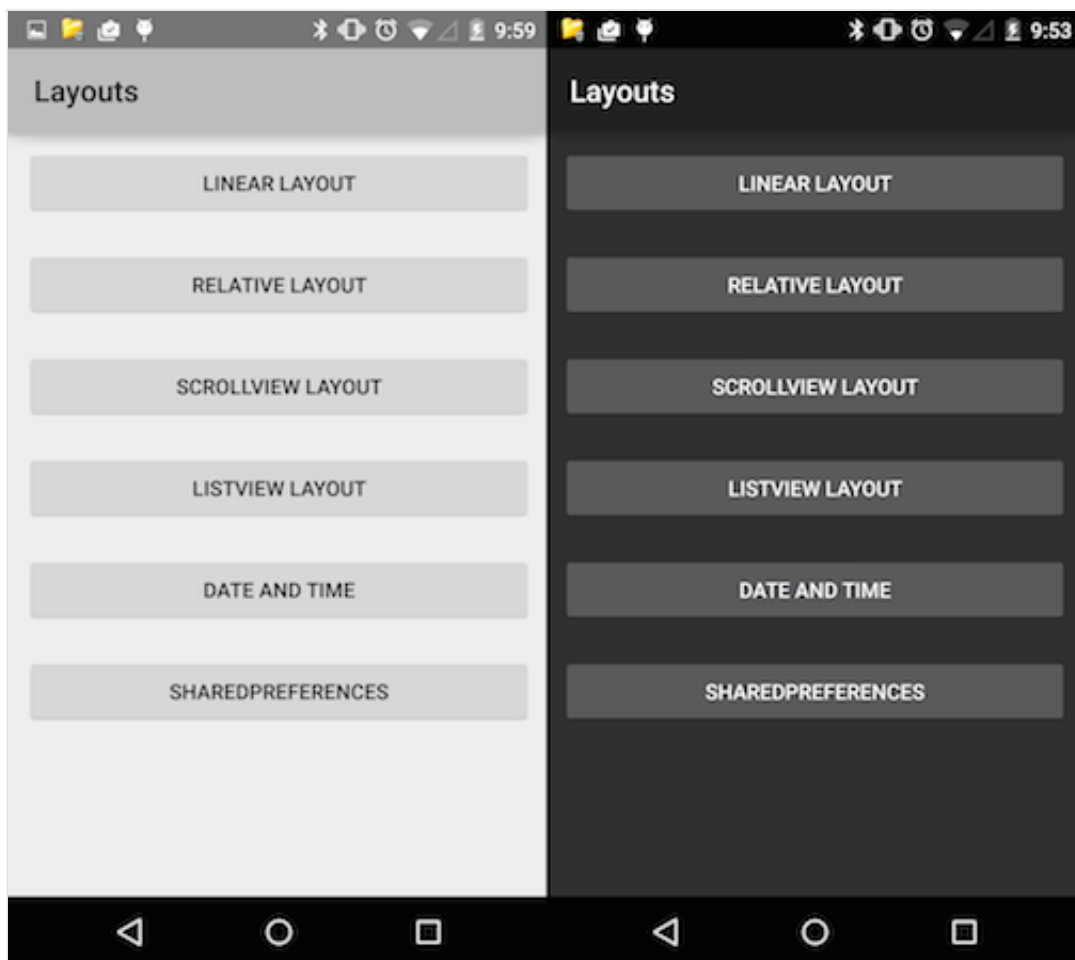 9:59
Layouts
LINEAR LAYOUT
RELATIVE LAYOUT
SCROLLVIEW LAYOUT
LISTVIEW LAYOUT
DATE AND TIME
SHAREDPREFERENCES
9:53
Layouts
LINEAR LAYOUT
RELATIVE LAYOUT
SCROLLVIEW LAYOUT
LISTVIEW LAYOUT
DATE AND TIME
SHAREDPREFERENCES